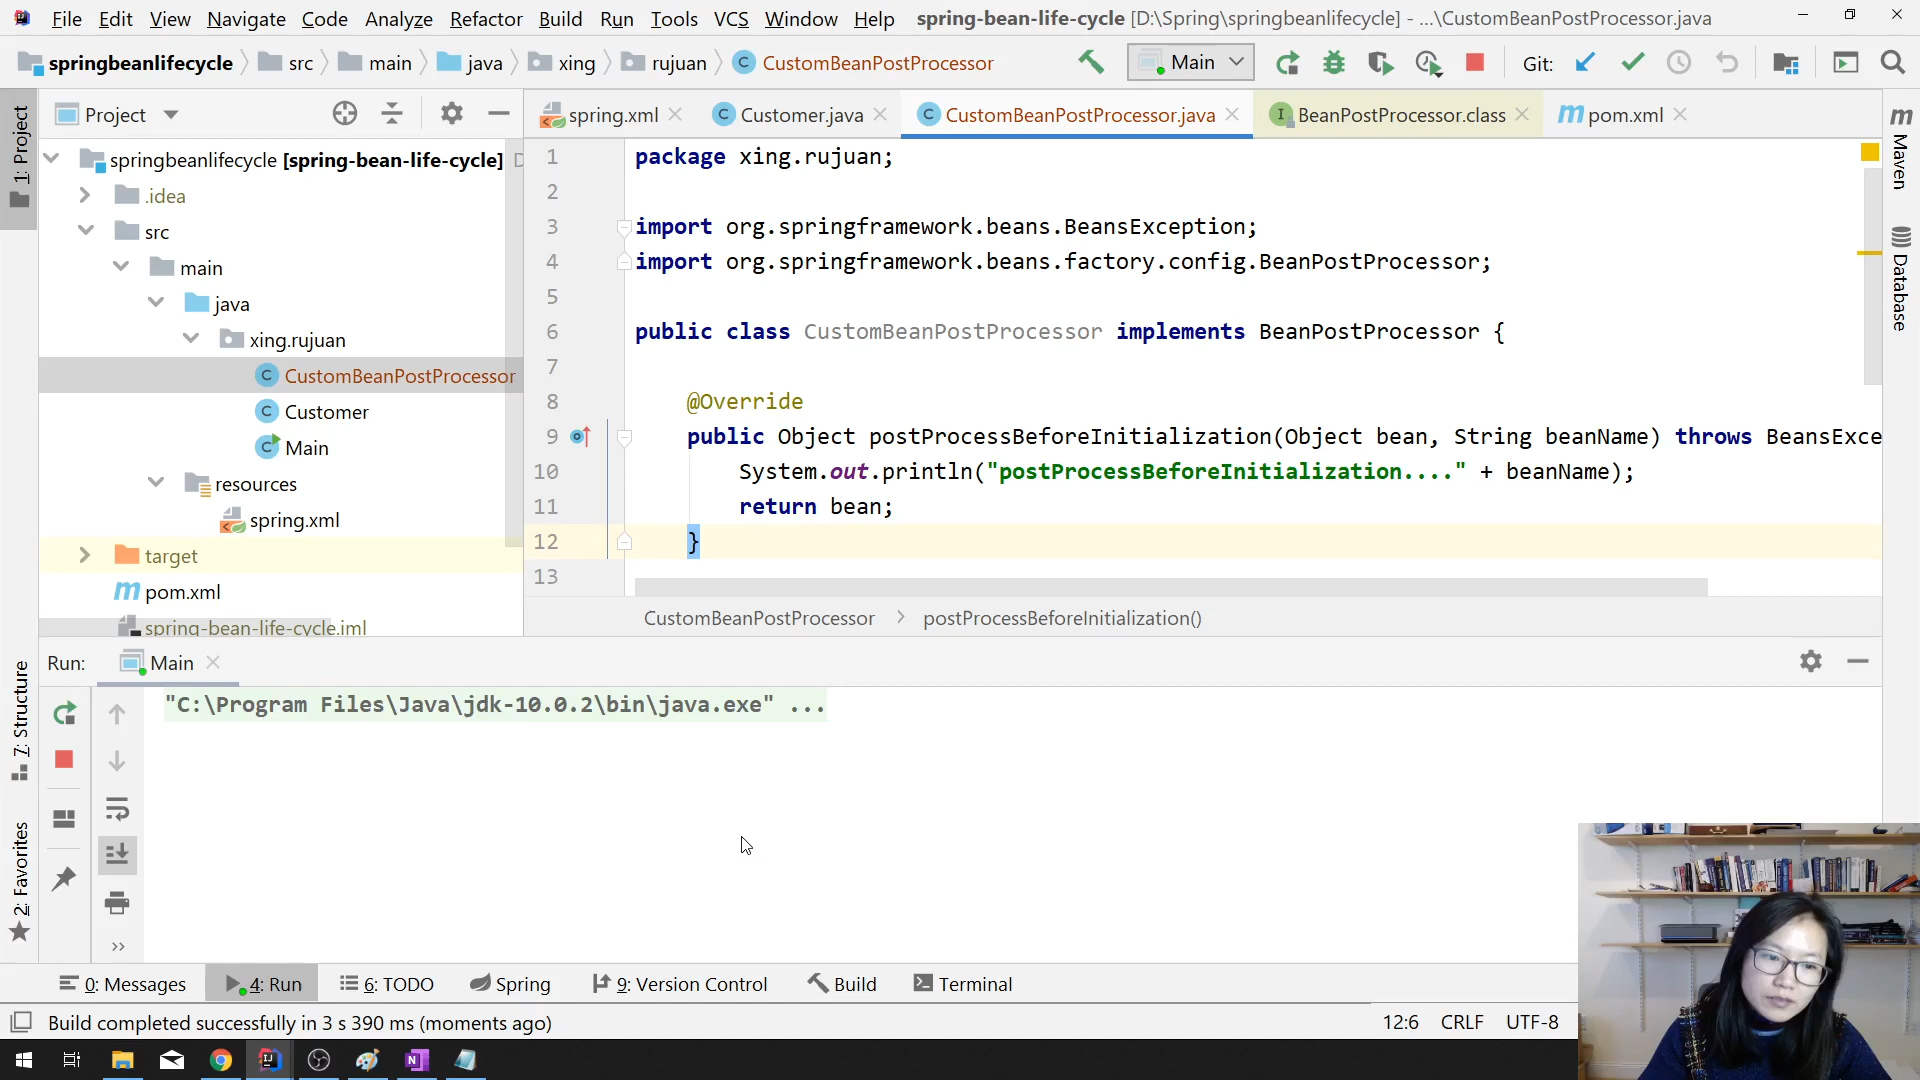 File Edit View Navigate Code Analyze Refactor Build Run Tools VCS Window Help spring-bean-life-cycle [D:\Spring\springbeanlifecycle] - ...\CustomBeanPostProcessor.java
springbeanlifecycle src main java xing rujuan CustomBeanPostProcessor Main Git:
Project
spring.xml Customer.java CustomBeanPostProcessor.java BeanPostProcessor.class pom.xml
1: Project
7: Structure
2: Favorites
Maven
Database
springbeanlifecycle [spring-bean-life-cycle]
.idea
src
main
java
xing.rujuan
CustomBeanPostProcessor
Customer
Main
resources
spring.xml
target
pom.xml
spring-bean-life-cycle.iml
1 package xing.rujuan;
2
3 import org.springframework.beans.BeansException;
4 import org.springframework.beans.factory.config.BeanPostProcessor;
5
6 public class CustomBeanPostProcessor implements BeanPostProcessor {
7
8 @Override
9 public Object postProcessBeforeInitialization(Object bean, String beanName) throws BeansExce
10 System.out.println("postProcessBeforeInitialization...." + beanName);
11 return bean;
12 }
13
CustomBeanPostProcessor > postProcessBeforeInitialization()
Run: Main
"C:\Program Files\Java\jdk-10.0.2\bin\java.exe" ...
0: Messages 4: Run 6: TODO Spring 9: Version Control Build Terminal
Build completed successfully in 3 s 390 ms (moments ago) 12:6 CRLF UTF-8